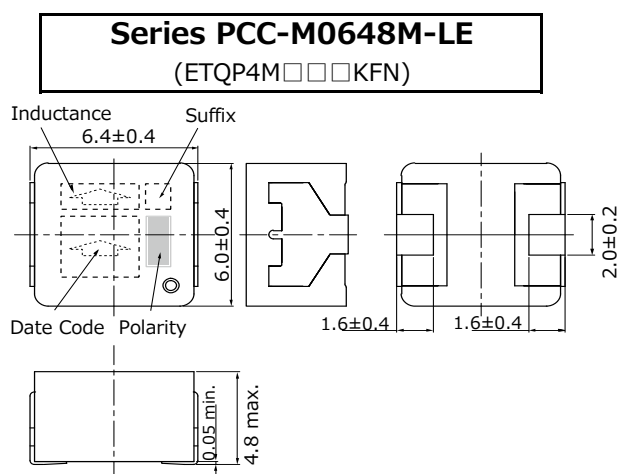 Series PCC-M0648M-LE
(ETQP4M□□□KFN)
Inductance
Suffix
6.4±0.4
6.0±0.4
2.0±0.2
Date Code
Polarity
1.6±0.4
1.6±0.4
0.05 min.
4.8 max.